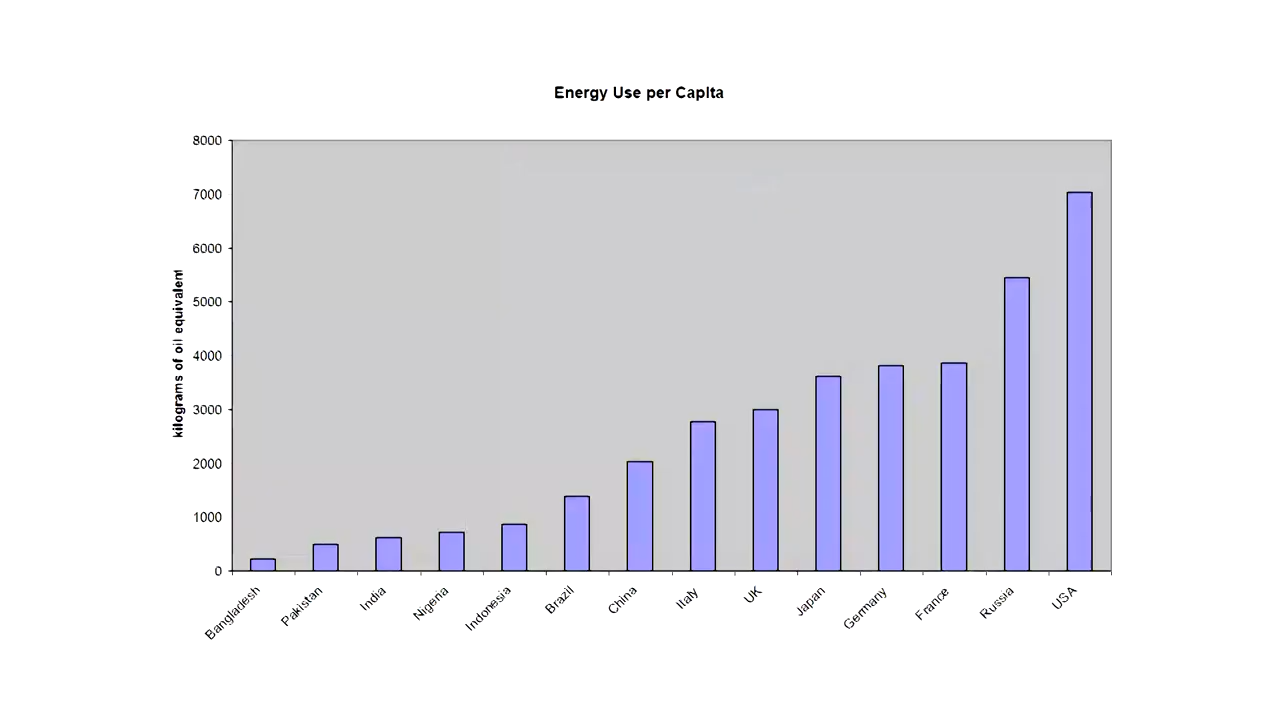 Energy Use per Capita
kilograms of oil equivalent
8000
7000
6000
5000
4000
3000
2000
1000
0
Bangladesh
Pakistan
India
Nigeria
Indonesia
Brazil
China
Italy
UK
Japan
Germany
France
Russia
USA